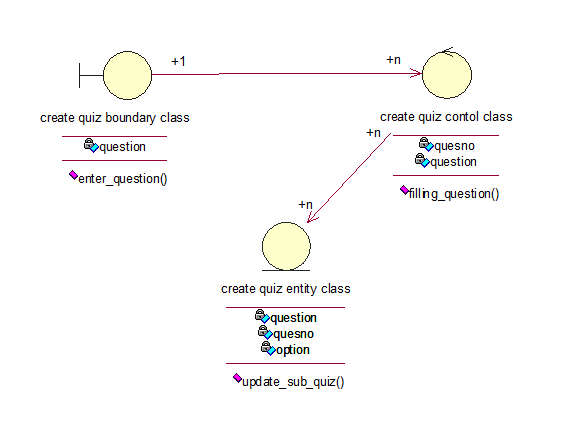 +1
+n
create quiz boundary class
question
enter_question()
create quiz contol class
quesno
question
filling_question()
+n
+n
create quiz entity class
question
quesno
option
update_sub_quiz()